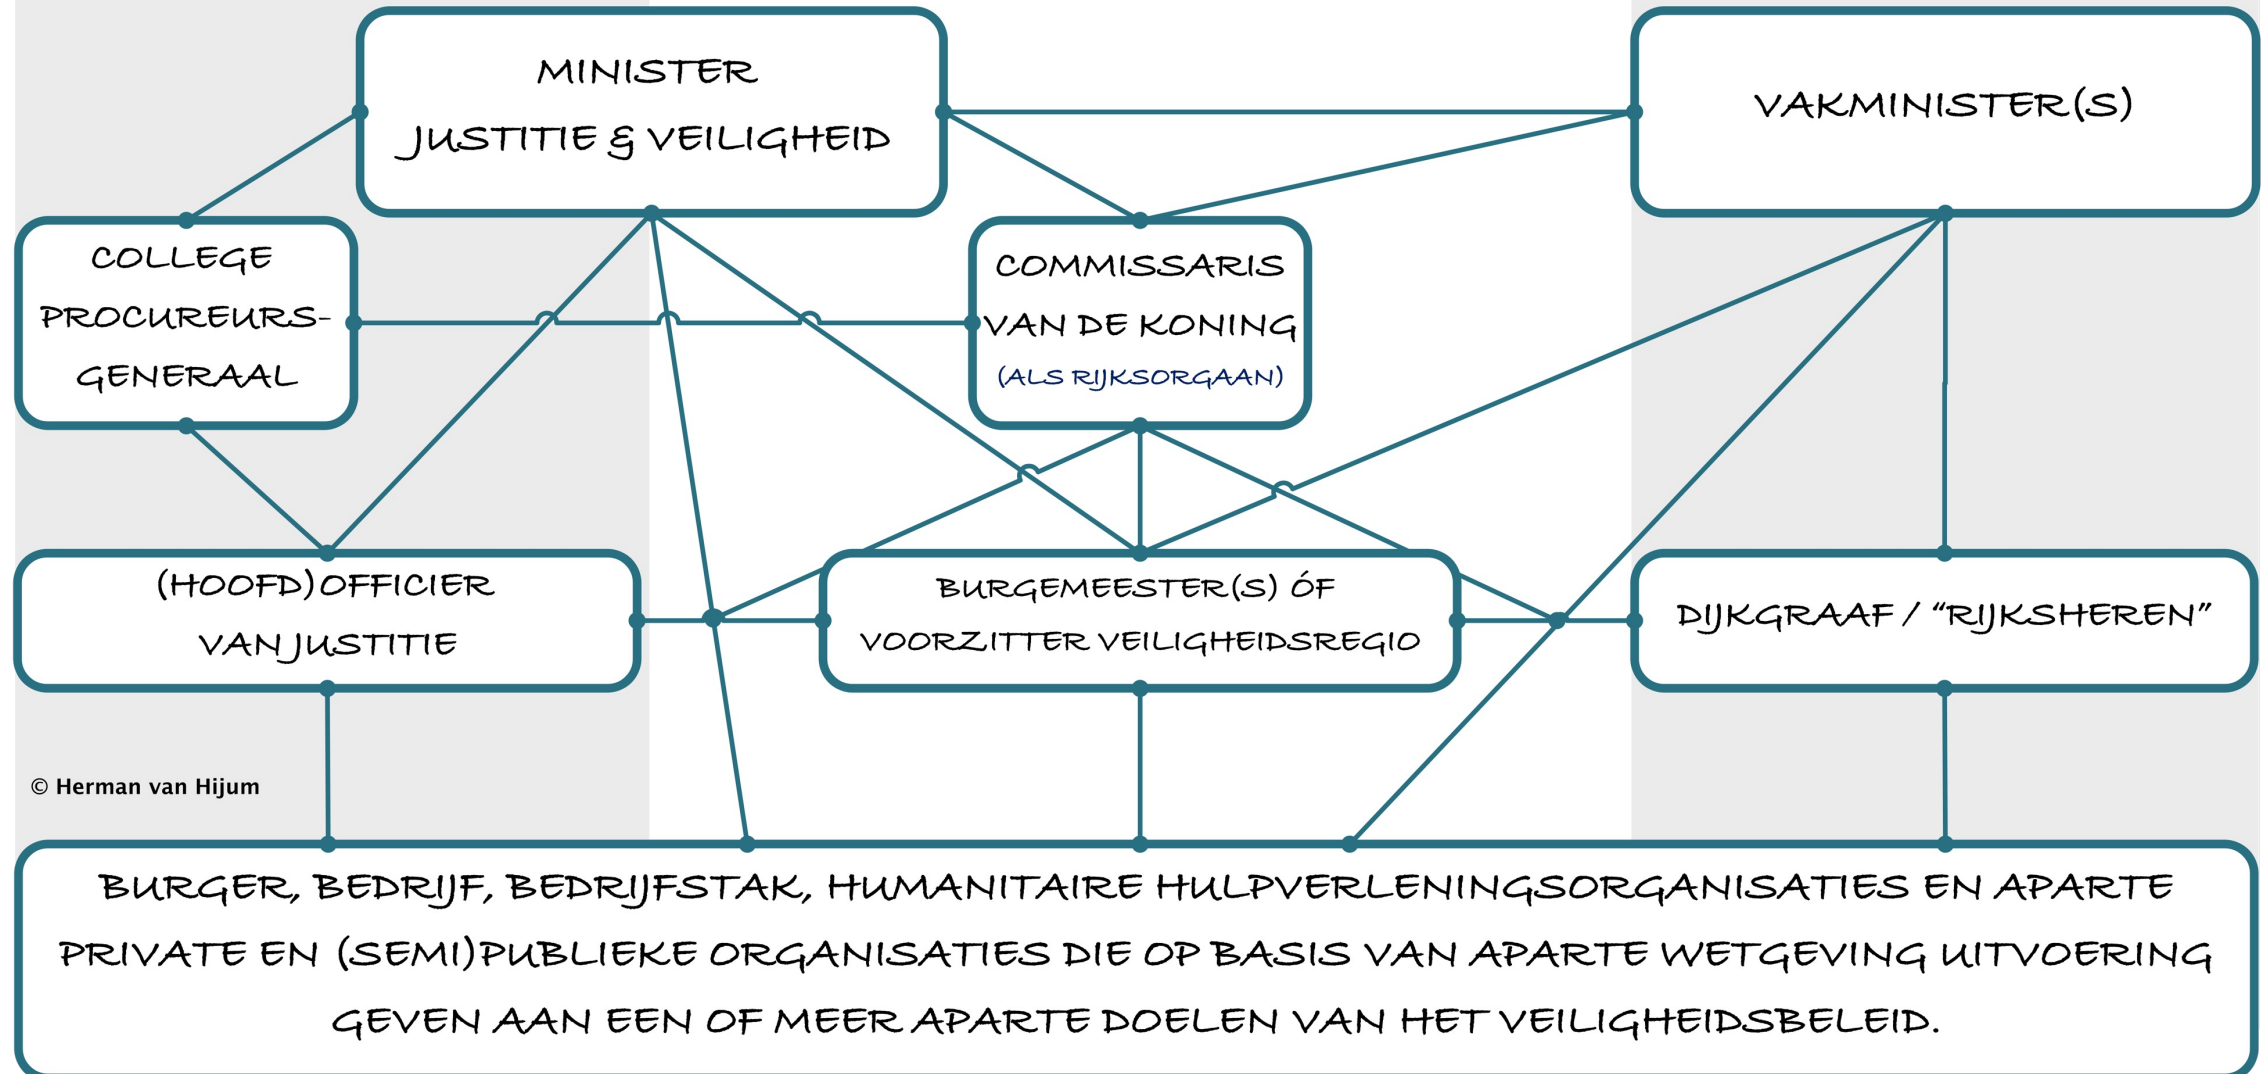 MINISTER
JUSTITIE & VEILIGHEID
VAKMINISTER(S)
COLLEGE
PROCUREURS-
GENERAAL
COMMISSARIS
VAN DE KONING
(ALS RIJKSORGAAN)
(HOOFD)OFFICIER
VAN JUSTITIE
BURGEMEESTER(S) ÓF
VOORZITTER VEILIGHEIDSREGIO
DIJKGRAAF / “RIJKSHEREN”
© Herman van Hijum
BURGER, BEDRIJF, BEDRIJFSTAK, HUMANITAIRE HULPVERLENINGSORGANISATIES EN APARTE
PRIVATE EN (SEMI)PUBLIEKE ORGANISATIES DIE OP BASIS VAN APARTE WETGEVING UITVOERING
GEVEN AAN EEN OF MEER APARTE DOELEN VAN HET VEILIGHEIDSBELEID.